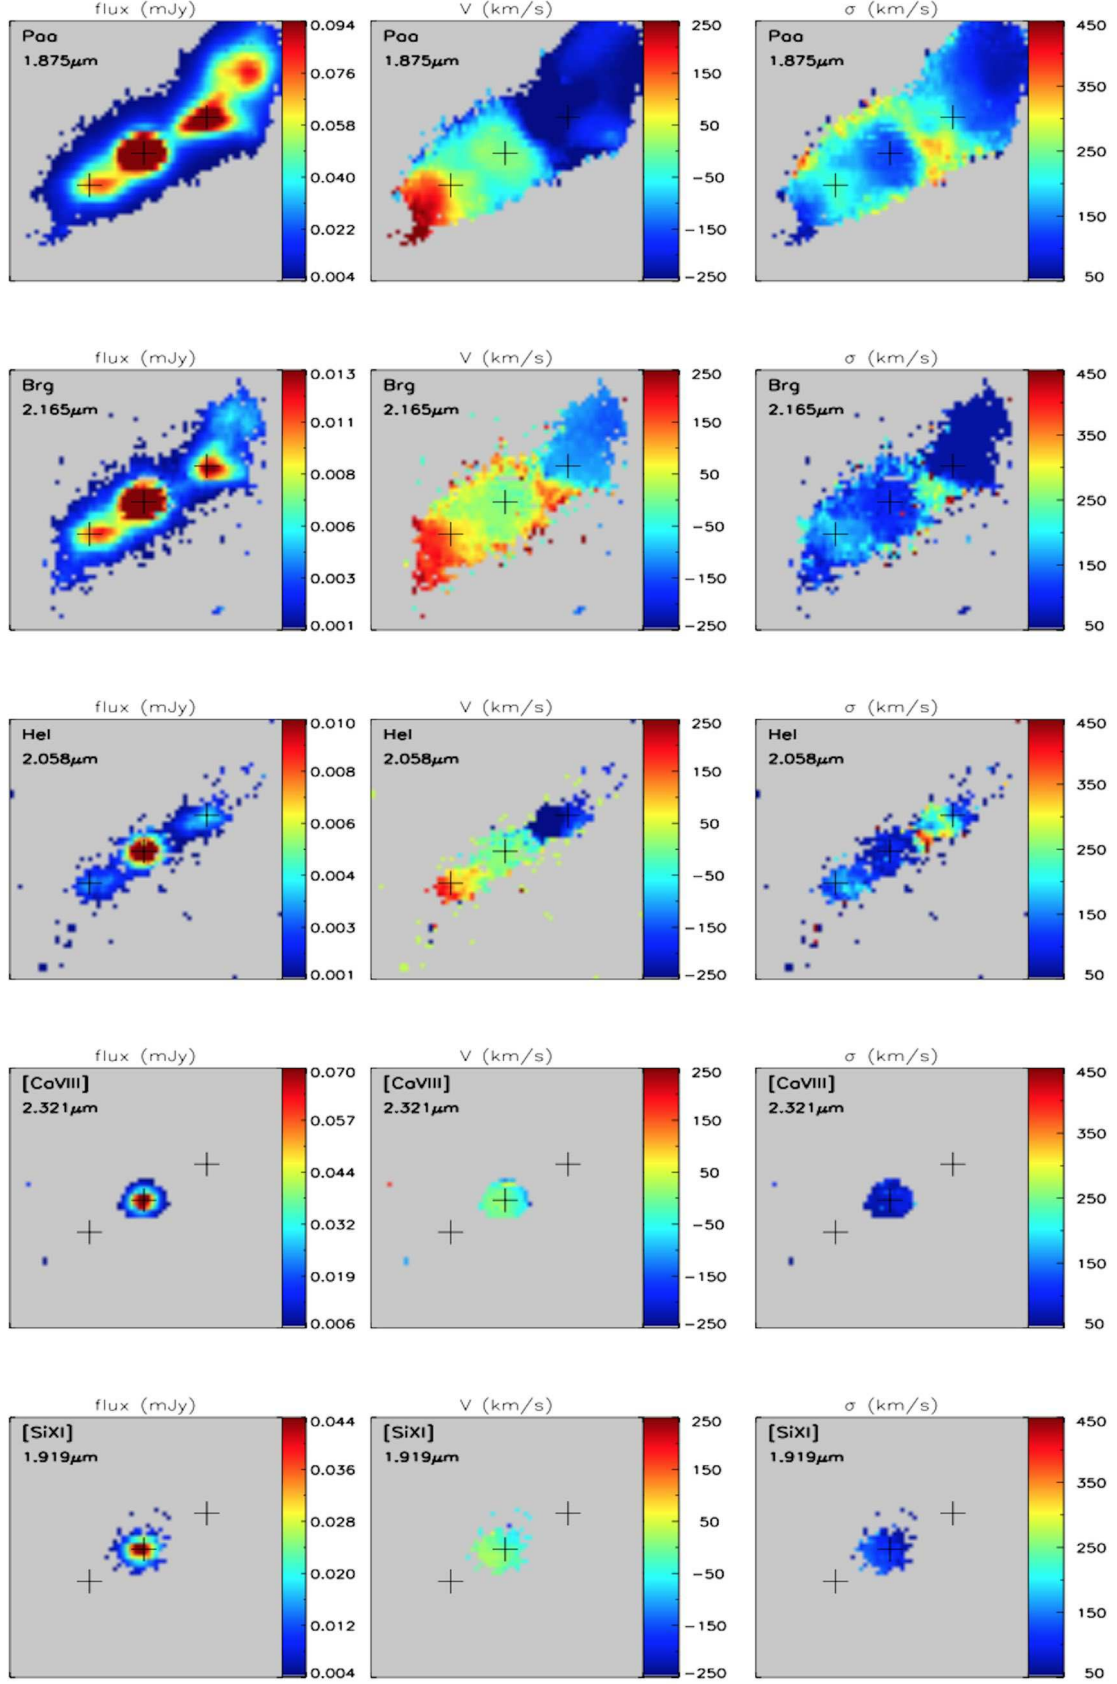 flux (mJy) V (km/s) σ (km/s)
Paa Paa Paa
1.875μm 1.875μm 1.875μm
0.094 250 450
0.076 150 350
0.058 50 250
0.040 −50
0.022 −150 150
0.004 −250 50
flux (mJy) V (km/s) σ (km/s)
Brg Brg Brg
2.165μm 2.165μm 2.165μm
0.013 250 450
0.011 150 350
0.008 50 250
0.006 −50
0.003 −150 150
0.001 −250 50
flux (mJy) V (km/s) σ (km/s)
HeI HeI HeI
2.058μm 2.058μm 2.058μm
0.010 250 450
0.008 150 350
0.006 50 250
0.004 −50
0.003 −150 150
0.001 −250 50
flux (mJy) V (km/s) σ (km/s)
[CaVIII] [CaVIII] [CaVIII]
2.321μm 2.321μm 2.321μm
0.070 250 450
0.057 150 350
0.044 50 250
0.032 −50
0.019 −150 150
0.006 −250 50
flux (mJy) V (km/s) σ (km/s)
[SiXI] [SiXI] [SiXI]
1.919μm 1.919μm 1.919μm
0.044 250 450
0.036 150 350
0.028 50 250
0.020 −50
0.012 −150 150
0.004 −250 50